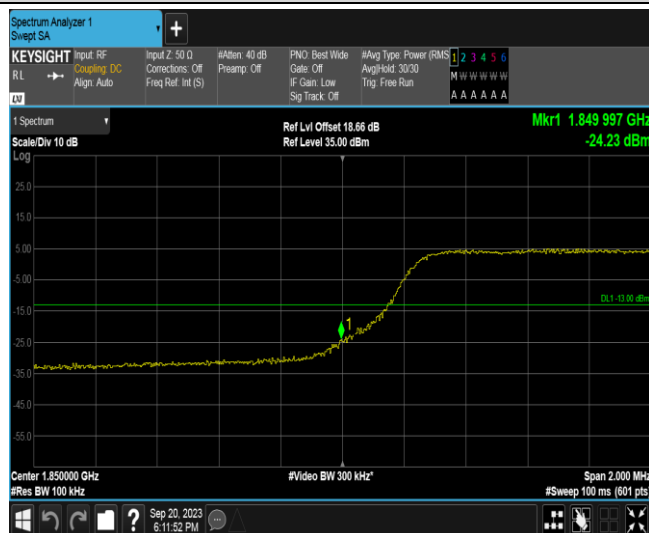 Spectrum Analyzer 1
Swept SA
+
KEYSIGHT
RL
LXI
Input: RF
Coupling: DC
Align: Auto
Input Z: 50 Ω
Corrections: Off
Freq Ref: Int (S)
#Atten: 40 dB
Preamp: Off
PNO: Best Wide
Gate: Off
IF Gain: Low
Sig Track: Off
#Avg Type: Power (RMS
Avg|Hold: 30/30
Trig: Free Run
1 2 3 4 5 6
M W W W W W
A A A A A A
1 Spectrum
Scale/Div 10 dB
Log
Ref Lvl Offset 18.66 dB
Ref Level 35.00 dBm
Mkr1 1.849 997 GHz
-24.23 dBm
25.0
15.0
5.00
-5.00
DL1 -13.00 dBm
-15.0
1
-25.0
-35.0
-45.0
-55.0
Center 1.850000 GHz
#Res BW 100 kHz
#Video BW 300 kHz*
Span 2.000 MHz
#Sweep 100 ms (601 pts)
?
Sep 20, 2023
6:11:52 PM